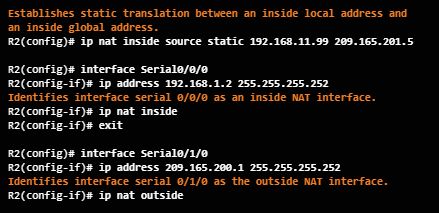 Establishes static translation between an inside local address and
an inside global address.
R2(config)# ip nat inside source static 192.168.11.99 209.165.201.5
R2(config)# interface Serial0/0/0
R2(config-if)# ip address 192.168.1.2 255.255.255.252
Identifies interface serial 0/0/0 as an inside NAT interface.
R2(config-if)# ip nat inside
R2(config-if)# exit
R2(config)# interface Serial0/1/0
R2(config-if)# ip address 209.165.200.1 255.255.255.252
Identifies interface serial 0/1/0 as the outside NAT interface.
R2(config-if)# ip nat outside